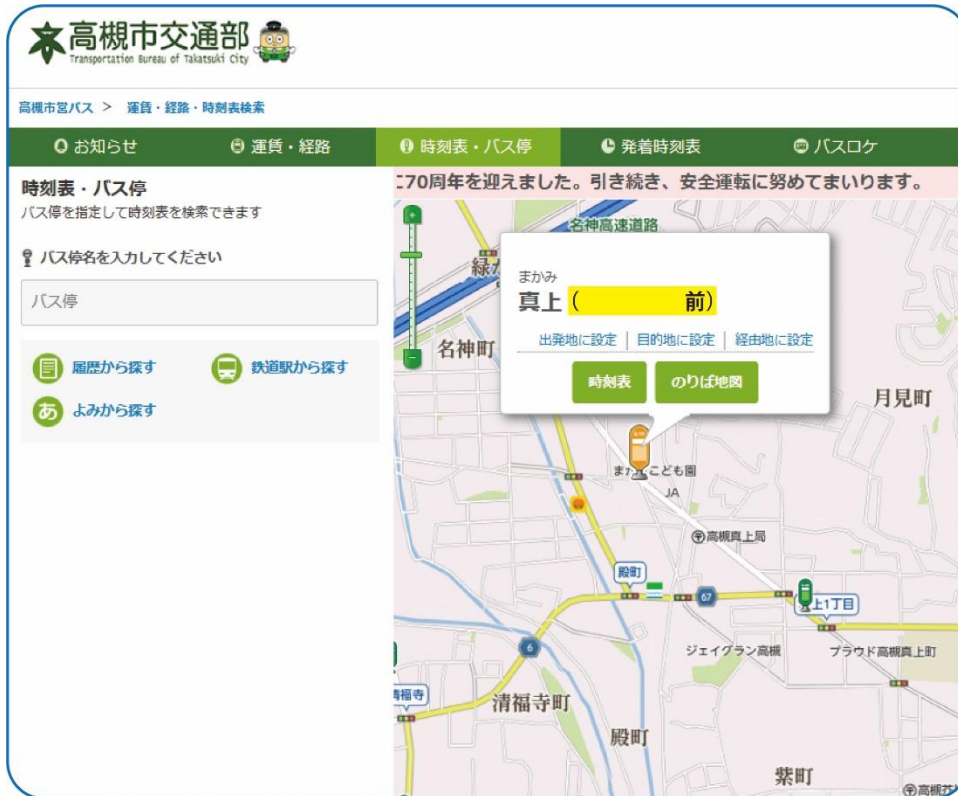 高槻市交通部
Transportation Bureau of Takatsuki City
高槻市営バス > 運賃・経路・時刻表検索
お知らせ
運賃・経路
時刻表・バス停
発着時刻表
バスロケ
時刻表・バス停
バス停を指定して時刻表を検索できます
バス停名を入力してください
バス停
履歴から探す
鉄道駅から探す
あ
よみから探す
に70周年を迎えました。引き続き、安全運転に努めてまいります。
名神高速道路
緑が
まかみ
真上 ( 前)
出発地に設定 | 目的地に設定 | 経由地に設定
時刻表
のりば地図
名神町
月見町
こども園
JA
高槻真上局
殿町
67
上1丁目
6
ジェイグラン高槻
プラウド高槻真上町
清福寺
清福寺町
殿町
紫町
高槻